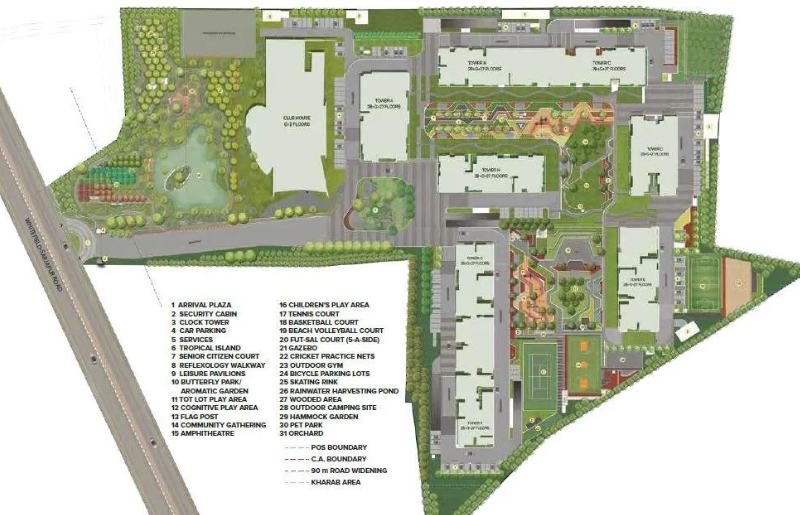 TOWER B
2B+G+27 FLOORS
TOWER C
2B+G+27 FLOORS
TOWER A
2B+G+27 FLOORS
CLUB HOUSE
G+2 FLOORS
TOWER D
2B+G+27 FLOORS
TOWER H
2B+G+27 FLOORS
TOWER G
2B+G+27 FLOORS
TOWER E
2B+G+27 FLOORS
TOWER F
2B+G+27 FLOORS
WHITEFIELD-SARJAPUR ROAD
1 ARRIVAL PLAZA
2 SECURITY CABIN
3 CLOCK TOWER
4 CAR PARKING
5 SERVICES
6 TROPICAL ISLAND
7 SENIOR CITIZEN COURT
8 REFLEXOLOGY WALKWAY
9 LEISURE PAVILIONS
10 BUTTERFLY PARK/
AROMATIC GARDEN
11 TOT LOT PLAY AREA
12 COGNITIVE PLAY AREA
13 FLAG POST
14 COMMUNITY GATHERING
15 AMPHITHEATRE
16 CHILDREN'S PLAY AREA
17 TENNIS COURT
18 BASKETBALL COURT
19 BEACH VOLLEYBALL COURT
20 FUT-SAL COURT (5-A-SIDE)
21 GAZEBO
22 CRICKET PRACTICE NETS
23 OUTDOOR GYM
24 BICYCLE PARKING LOTS
25 SKATING RINK
26 RAINWATER HARVESTING POND
27 WOODED AREA
28 OUTDOOR CAMPING SITE
29 HAMMOCK GARDEN
30 PET PARK
31 ORCHARD
POS BOUNDARY
C.A. BOUNDARY
90 m ROAD WIDENING
KHARAB AREA